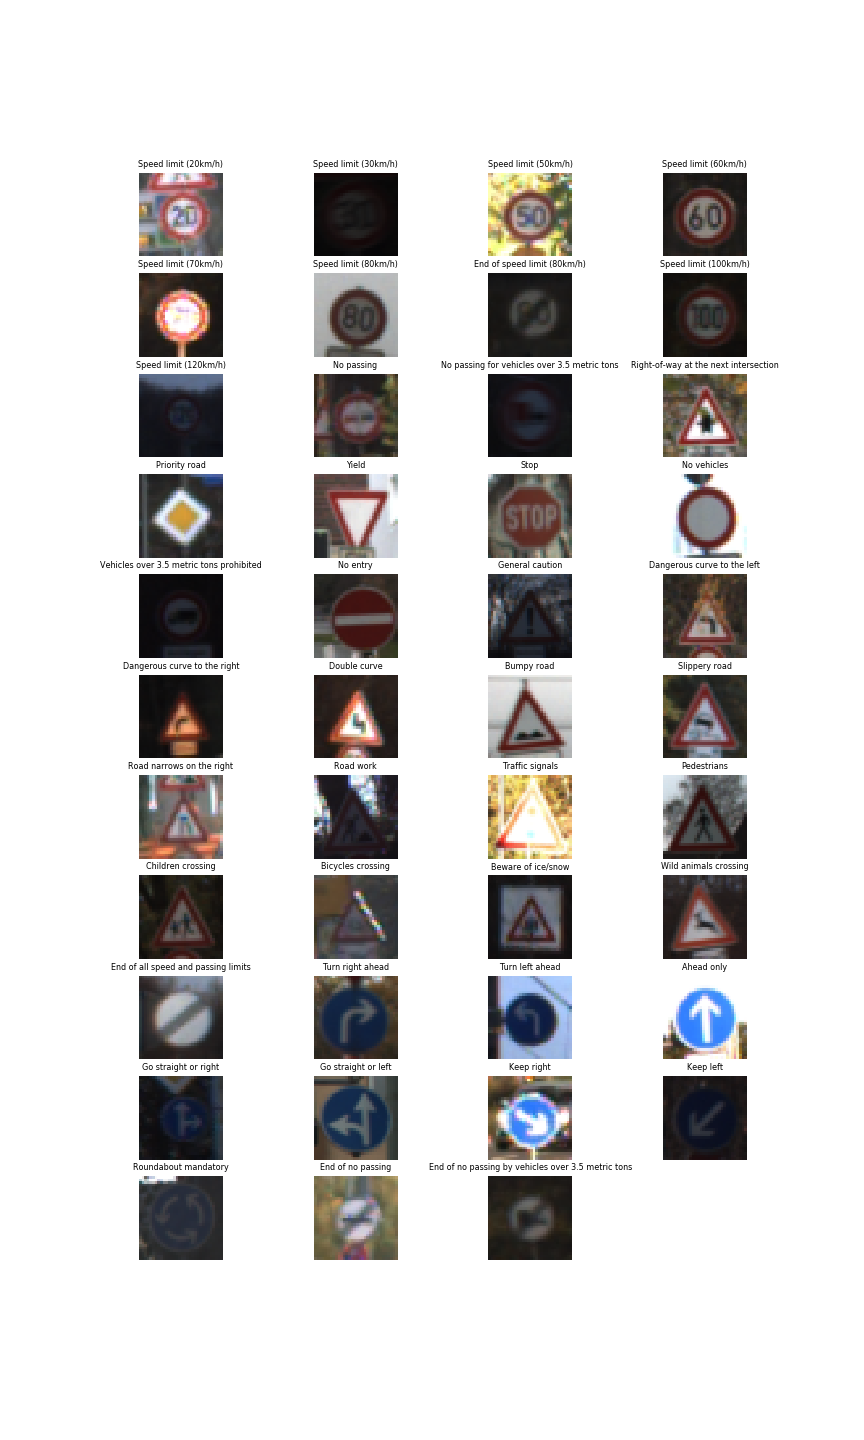 Speed limit (20km/h) Speed limit (30km/h) Speed limit (50km/h) Speed limit (60km/h)
20 30 50 60
Speed limit (70km/h) Speed limit (80km/h) End of speed limit (80km/h) Speed limit (100km/h)
80 100
Speed limit (120km/h) No passing No passing for vehicles over 3.5 metric tons Right-of-way at the next intersection
Priority road Yield Stop No vehicles
STOP
Vehicles over 3.5 metric tons prohibited No entry General caution Dangerous curve to the left
Dangerous curve to the right Double curve Bumpy road Slippery road
Road narrows on the right Road work Traffic signals Pedestrians
Children crossing Bicycles crossing Beware of ice/snow Wild animals crossing
End of all speed and passing limits Turn right ahead Turn left ahead Ahead only
Go straight or right Go straight or left Keep right Keep left
Roundabout mandatory End of no passing End of no passing by vehicles over 3.5 metric tons